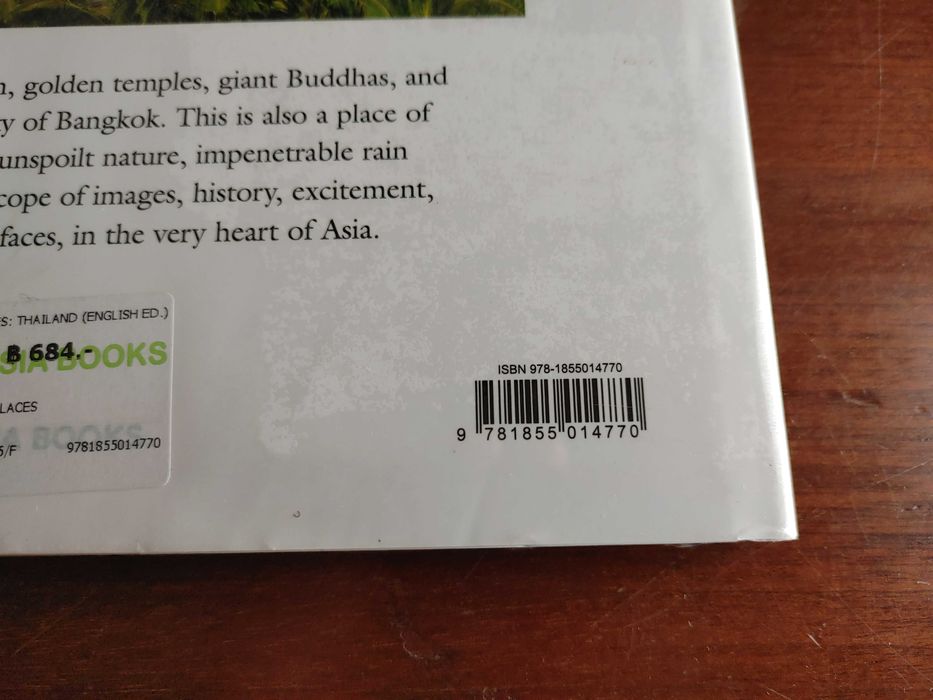 golden temples, giant Buddhas, and
of Bangkok. This is also a place of
unspoilt nature, impenetrable rain
of images, history, excitement,
faces, in the very heart of Asia.
THAILAND (ENGLISH ED.)
฿ 684.-
BOOKS
BOOKS
/F 9781855014770
ISBN 978-1855014770
9 781855 014770